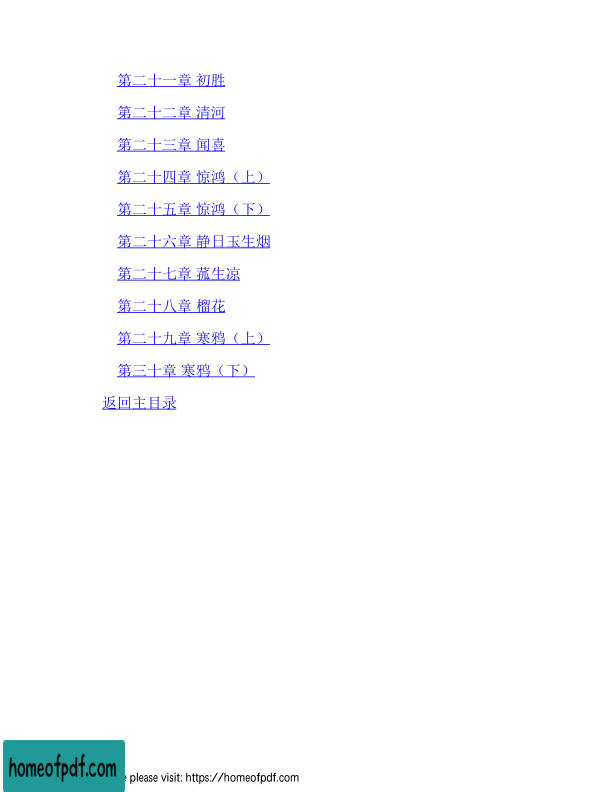 第二十一章 初胜
第二十二章 清河
第二十三章 闻喜
第二十四章 惊鸿（上）
第二十五章 惊鸿（下）
第二十六章 静日玉生烟
第二十七章 菰生凉
第二十八章 榴花
第二十九章 寒鸦（上）
第三十章 寒鸦（下）
返回主目录
homeofpdf.com
please visit: https://homeofpdf.com